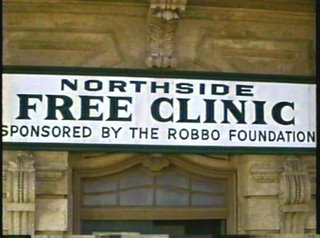 NORTHSIDE
FREE CLINIC
SPONSORED BY THE ROBBO FOUNDATION